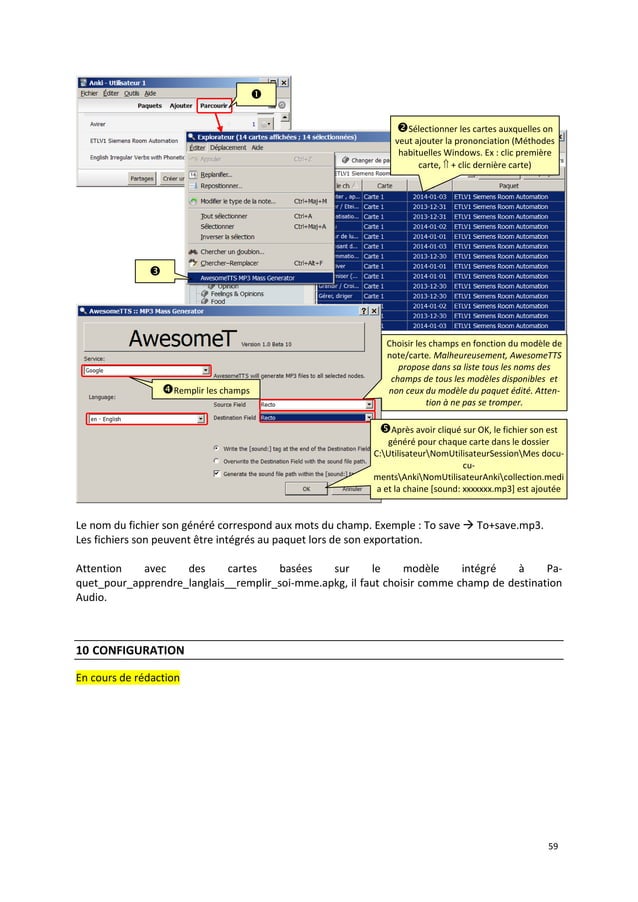 Anki - Utilisateur 1
Fichier Éditer Outils Aide
Paquets Ajouter Parcourir
❶
Avirer 1
ETLV1 Siemens Room Automation
English Irregular Verbs with Phonetic
Partages Créer un
Explorateur (14 cartes affichées ; 14 sélectionnées)
Éditer Déplacement Aide
Annuler Ctrl+Z
Replanifier...
Repositionner...
Modifier le type de la note... Ctrl+Maj+M
Tout sélectionner Ctrl+A
Sélectionner Ctrl+Maj+A
Inverser la sélection
Chercher un doublon...
Chercher–Remplacer Ctrl+Alt+F
AwesomeTTS MP3 Mass Generator
Opinion
Feelings & Opinions
Food
❷Sélectionner les cartes auxquelles on
veut ajouter la prononciation (Méthodes
habituelles Windows. Ex : clic première
carte, ⇑ + clic dernière carte)
Changer de pa
ETLV1 Siemens Room Automation
Carte Paquet
Carte 1 2014-01-03 ETLV1 Siemens Room Automation
Carte 1 2013-12-31 ETLV1 Siemens Room Automation
Carte 1 2013-12-31 ETLV1 Siemens Room Automation
Carte 1 2014-01-02 ETLV1 Siemens Room Automation
Carte 1 2014-01-01 ETLV1 Siemens Room Automation
Carte 1 2014-01-03 ETLV1 Siemens Room Automation
Carte 1 2013-12-30 ETLV1 Siemens Room Automation
Carte 1 2014-01-01 ETLV1 Siemens Room Automation
Carte 1 2014-01-01 ETLV1 Siemens Room Automation
Grandir / Croi... Carte 1 2013-12-30 ETLV1 Siemens Room Automation
Gérer, diriger Carte 1 2013-12-30 ETLV1 Siemens Room Automation
2014-01-02 ETLV1 Siemens Room Automation
2013-12-30 ETLV1 Siemens Room Automation
2014-01-03 ETLV1 Siemens Room Automation
❸
AwesomeTTS :: MP3 Mass Generator
AwesomeT Version 1.0 Beta 10
Service:
Google
AwesomeTTS will generate MP3 files to all selected nodes.
Language:
en - English
❹Remplir les champs
Source Field Recto
Destination Field Recto
Write the [sound:] tag at the end of the Destination Field
Overwrite the Destination Field with the sound file path.
Generate the sound file path within the [sound:] t
OK Annuler
Choisir les champs en fonction du modèle de
note/carte. Malheureusement, AwesomeTTS
propose dans sa liste tous les noms des
champs de tous les modèles disponibles et
non ceux du modèle du paquet édité. Atten-
tion à ne pas se tromper.
❺Après avoir cliqué sur OK, le fichier son est
généré pour chaque carte dans le dossier
C:\Utilisateur\NomUtilisateurSession\Mes docu-
cu-
ments\Anki\NomUtilisateurAnki\collection.medi
a et la chaine [sound: xxxxxxx.mp3] est ajoutée
Le nom du fichier son généré correspond aux mots du champ. Exemple : To save → To+save.mp3.
Les fichiers son peuvent être intégrés au paquet lors de son exportation.
Attention avec des cartes basées sur le modèle intégré à Pa-
quet_pour_apprendre_langlais__remplir_soi-mme.apkg, il faut choisir comme champ de destination
Audio.
10 CONFIGURATION
En cours de rédaction
59